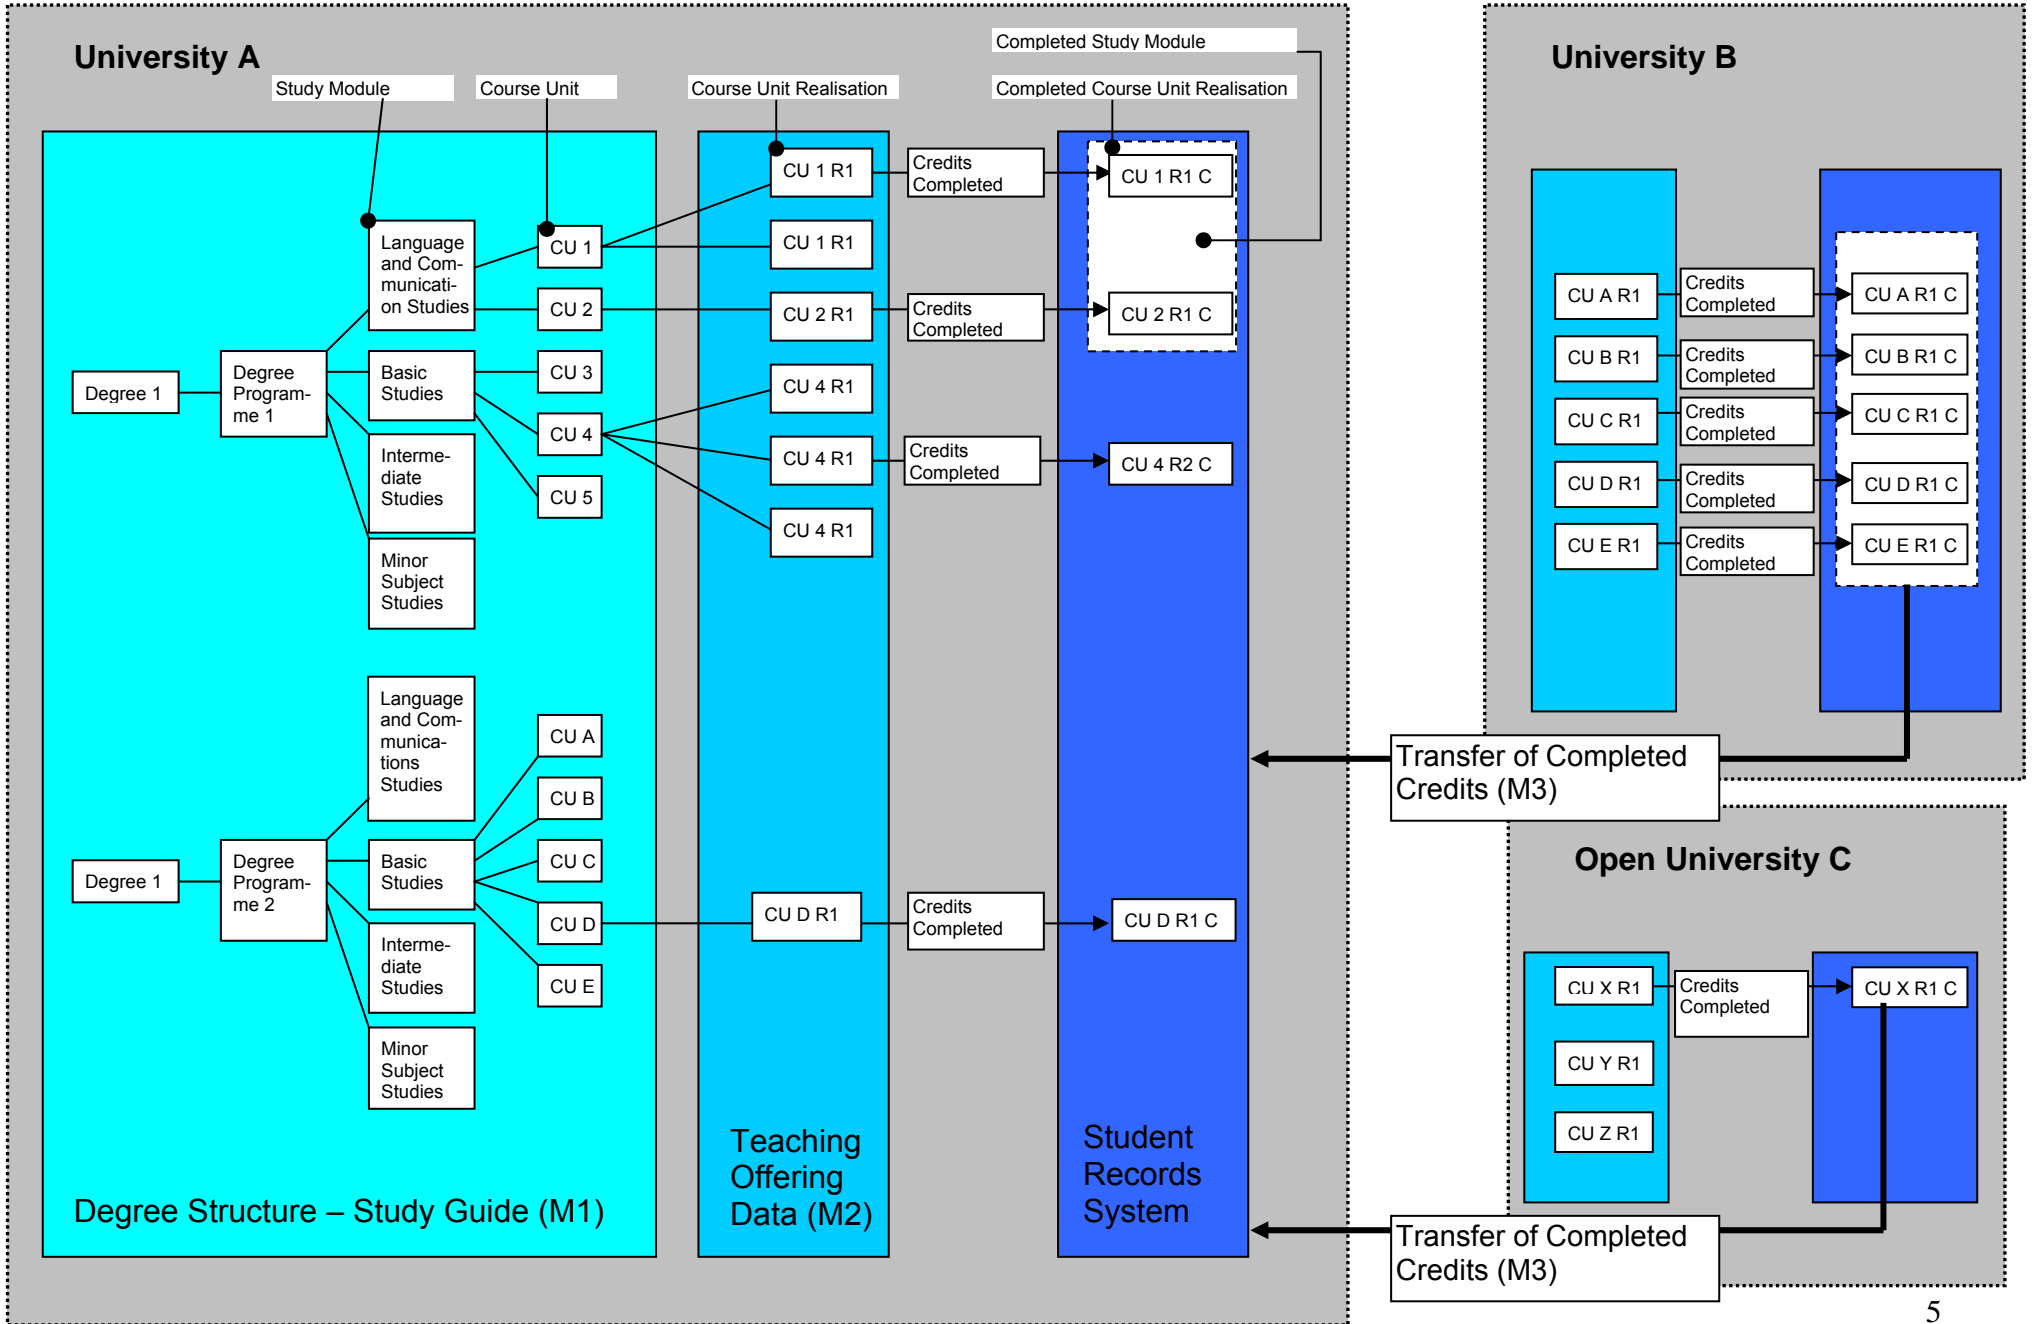 University A
Completed Study Module
Study Module
Course Unit
Course Unit Realisation
Completed Course Unit Realisation
Degree 1
Degree
Program-
me 1
Language
and Com-
municati-
on Studies
Basic
Studies
Interme-
diate
Studies
Minor
Subject
Studies
CU 1
CU 2
CU 3
CU 4
CU 5
CU 1 R1
CU 1 R1
CU 2 R1
CU 4 R1
CU 4 R1
CU 4 R1
Credits
Completed
Credits
Completed
Credits
Completed
CU 1 R1 C
CU 2 R1 C
CU 4 R2 C
Degree 1
Degree
Program-
me 2
Language
and Com-
munica-
tions
Studies
Basic
Studies
Interme-
diate
Studies
Minor
Subject
Studies
CU A
CU B
CU C
CU D
CU E
CU D R1
Credits
Completed
CU D R1 C
Degree Structure – Study Guide (M1)
Teaching
Offering
Data (M2)
Student
Records
System
University B
CU A R1
Credits
Completed
CU A R1 C
CU B R1
Credits
Completed
CU B R1 C
CU C R1
Credits
Completed
CU C R1 C
CU D R1
Credits
Completed
CU D R1 C
CU E R1
Credits
Completed
CU E R1 C
Transfer of Completed
Credits (M3)
Open University C
CU X R1
Credits
Completed
CU X R1 C
CU Y R1
CU Z R1
Transfer of Completed
Credits (M3)
5